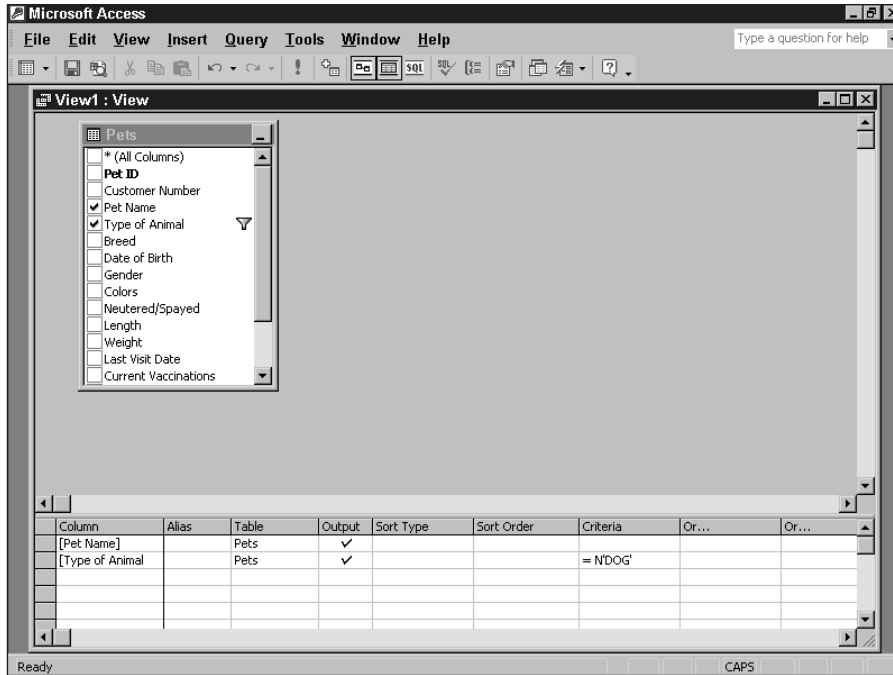 Microsoft Access
File Edit View Insert Query Tools Window Help
Type a question for help
SQL SQL
View1 : View
Pets
* (All Columns)
Pet ID
Customer Number
Pet Name
Type of Animal
Breed
Date of Birth
Gender
Colors
Neutered/Spayed
Length
Weight
Last Visit Date
Current Vaccinations
Column Alias Table Output Sort Type Sort Order Criteria Or... Or...
[Pet Name] Pets
[Type of Animal Pets = N'DOG'
Ready CAPS